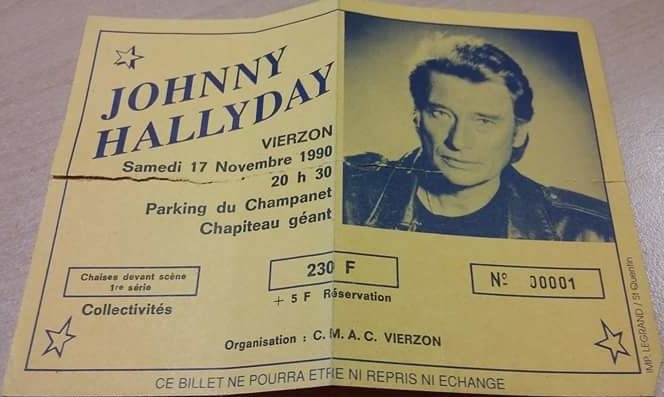 JOHNNY
HALLYDAY
VIERZON
Samedi 17 Novembre 1990
20 h 30
Parking du Champanet
Chapiteau géant
Chaises devant scène
1re série
Collectivités
230 F
+ 5 F Réservation
Nº 00001
Organisation : C.M.A.C. VIERZON
CE BILLET NE POURRA ETRE NI REPRIS NI ECHANGE
IMP. LEGRAND / St Quentin